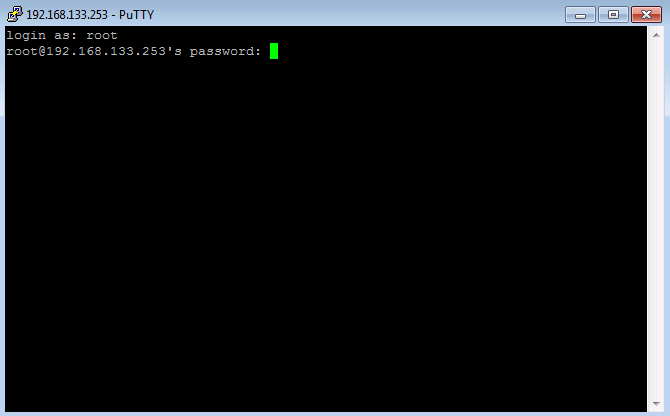 192.168.133.253 - PuTTY
login as: root
root@192.168.133.253's password: